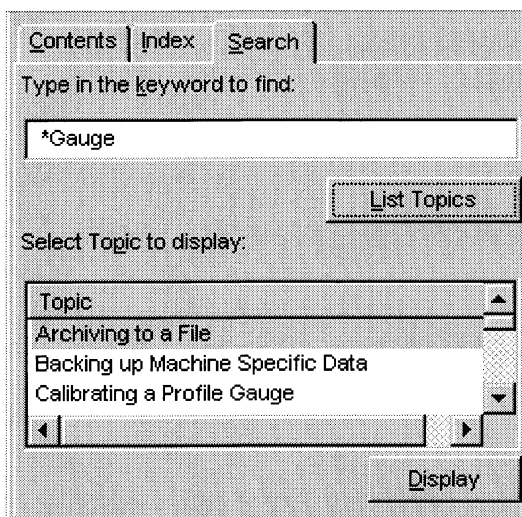 Contents Index Search
Type in the keyword to find:
*Gauge
List Topics
Select Topic to display:
Topic
Archiving to a File
Backing up Machine Specific Data
Calibrating a Profile Gauge
Display